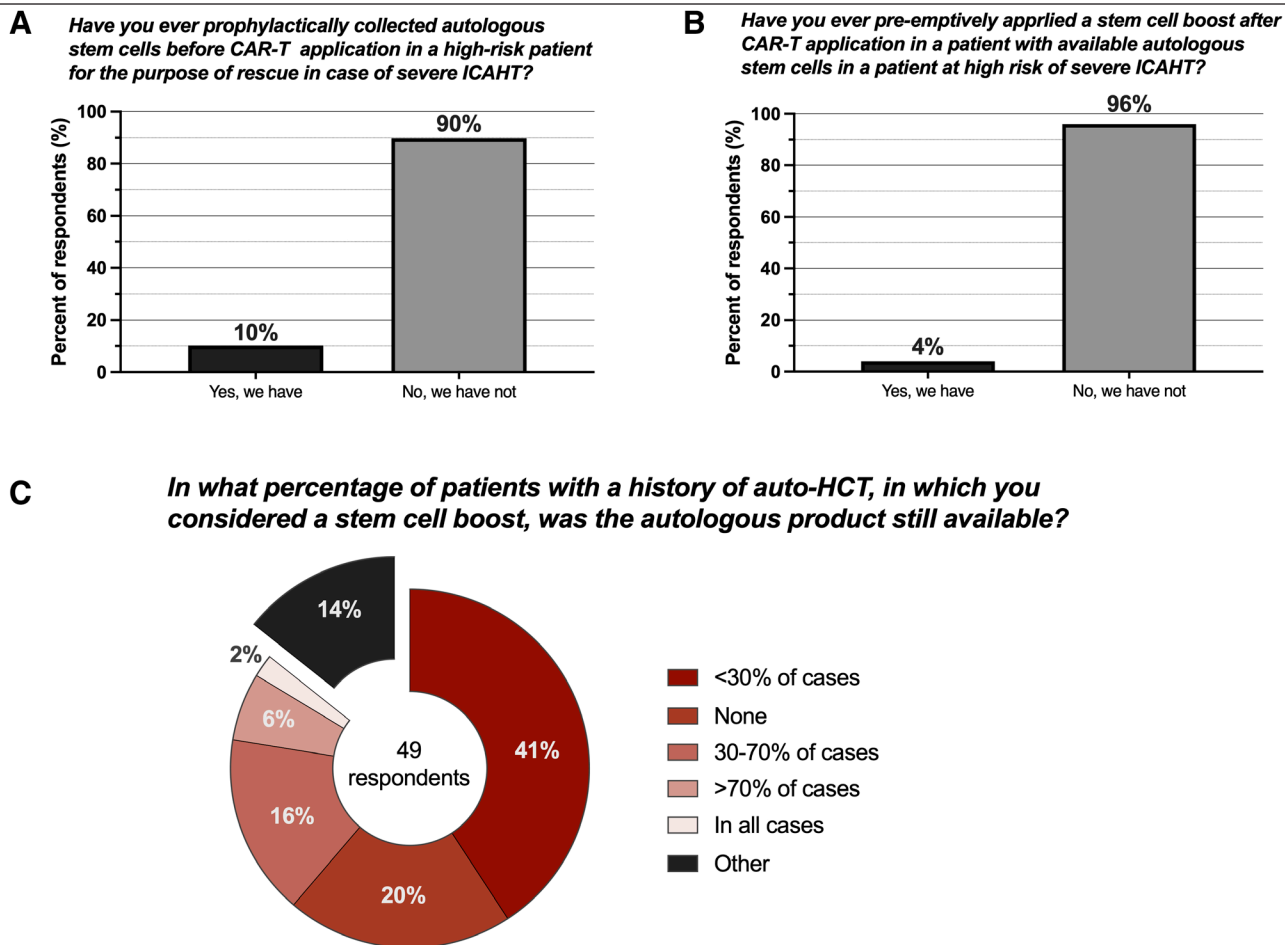 A
Have you ever prophylactically collected autologous
stem cells before CAR-T application in a high-risk patient
for the purpose of rescue in case of severe ICAHT?
Percent of respondents (%)
100
80
60
40
20
0
10%
90%
Yes, we have
No, we have not
B
Have you ever pre-emptively apprlied a stem cell boost after
CAR-T application in a patient with available autologous
stem cells in a patient at high risk of severe ICAHT?
Percent of respondents (%)
100
80
60
40
20
0
4%
96%
Yes, we have
No, we have not
C
In what percentage of patients with a history of auto-HCT, in which you
considered a stem cell boost, was the autologous product still available?
14%
2%
6%
16%
20%
41%
49
respondents
<30% of cases
None
30-70% of cases
>70% of cases
In all cases
Other